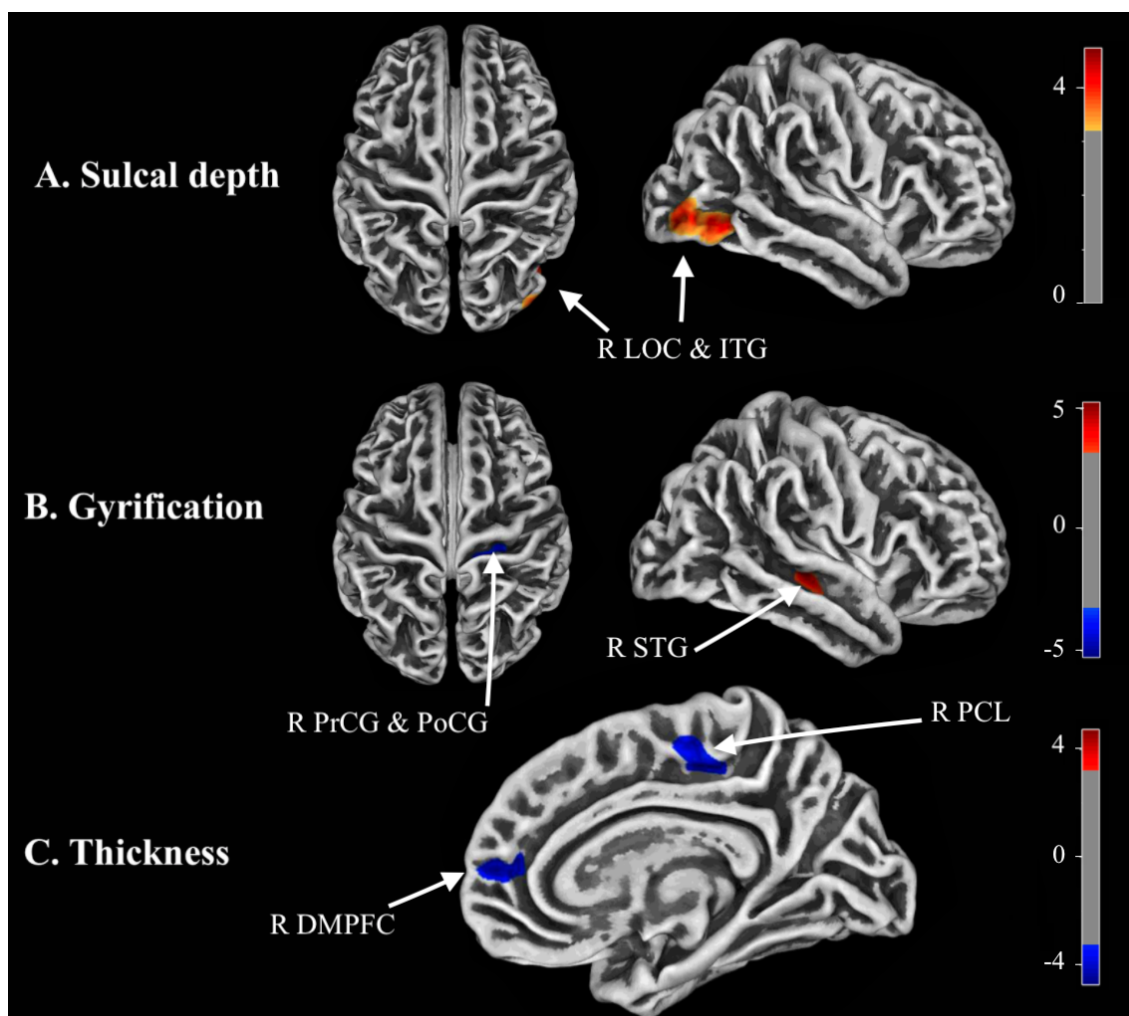 A. Sulcal depth
4
0
R LOC & ITG
B. Gyrification
5
0
-5
R STG
R PrCG & PoCG
R PCL
C. Thickness
4
0
-4
R DMPFC